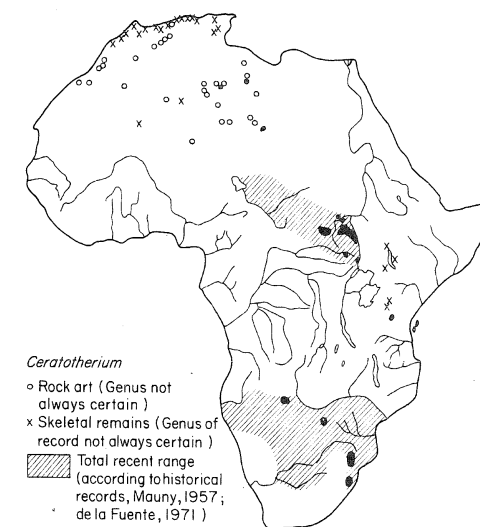 Ceratotherium
o Rock art (Genus not
always certain)
x Skeletal remains (Genus of
record not always certain)
Total recent range
(according to historical
records, Mauny, 1957;
de la Fuente, 1971)